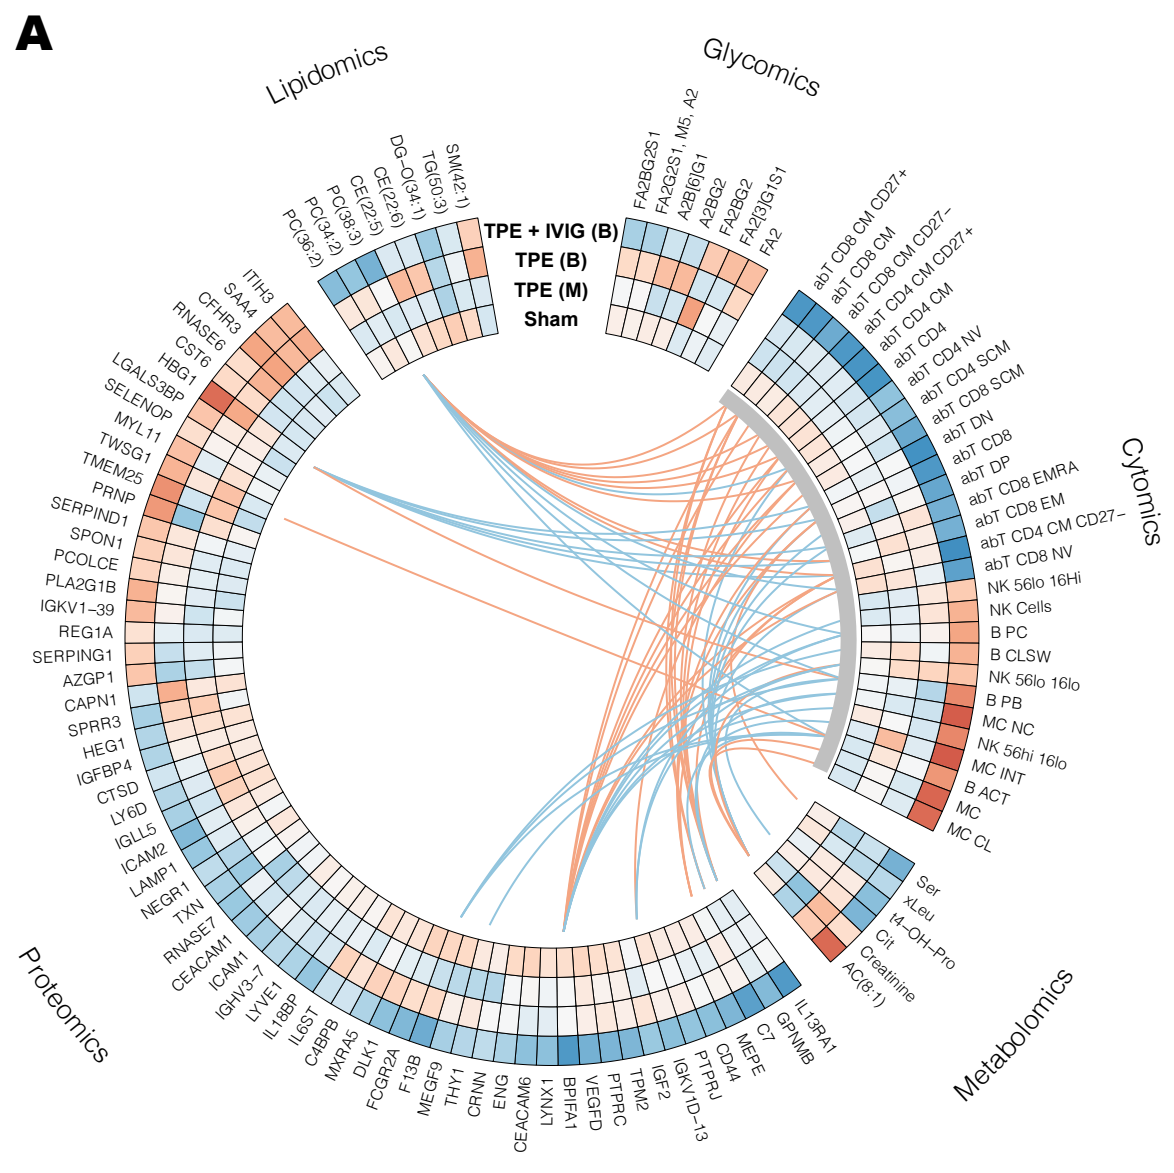 A
Lipidomics
Glycomics
PC(36:2)
PC(34:2)
PC(38:3)
CE(22:5)
CE(22:6)
DG−O(34:1)
TG(50:3)
SM(42:1)
TPE + IVIG (B)
TPE (B)
TPE (M)
Sham
FA2BG2S1
FA2G2S1, M5, A2
A2B[6]G1
A2BG2
FA2BG2
FA2[3]G1S1
FA2
abT CD8 CM CD27+
abT CD8 CM
abT CD8 CM CD27−
abT CD4 CM CD27+
abT CD4 CM
abT CD4
abT CD4 NV
abT CD4 SCM
abT CD8 SCM
abT DN
abT CD8
abT DP
abT CD8 EMRA
abT CD8 EM
abT CD4 CM CD27−
abT CD8 NV
NK 56lo 16Hi
NK Cells
B PC
B CLSW
NK 56lo 16lo
B PB
MC NC
NK 56hi 16lo
MC INT
B ACT
MC
MC CL
Cytomics
Ser
xLeu
t4−OH−Pro
Cit
Creatinine
AC(8:1)
Metabolomics
IL13RA1
GPNMB
C7
MEPE
CD44
PTPRJ
IGKV1D−13
IGF2
TPM2
PTPRC
VEGFD
BPIFA1
LYNX1
CEACAM6
ENG
CRNN
THY1
MEGF9
F13B
FCGR2A
DLK1
MXRA5
C4BPB
IL6ST
IL18BP
LYVE1
IGHV3−7
ICAM1
CEACAM1
RNASE7
TXN
NEGR1
LAMP1
ICAM2
IGLL5
LY6D
CTSD
IGFBP4
HEG1
SPRR3
CAPN1
AZGP1
SERPING1
REG1A
IGKV1−39
PLA2G1B
PCOLCE
SPON1
SERPIND1
PRNP
TMEM25
TWSG1
MYL11
SELENOP
LGALS3BP
HBG1
CST6
RNASE6
CFHR3
SAA4
ITIH3
Proteomics